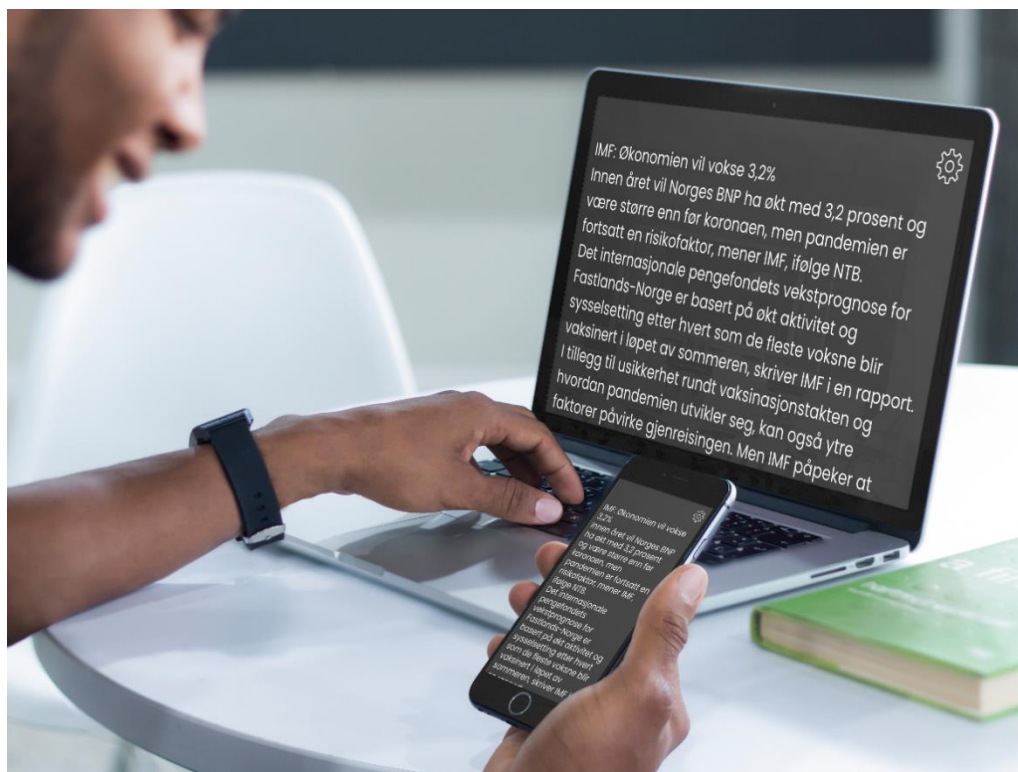 IMF: Økonomien vil vokse 3,2%
Innen året vil Norges BNP ha økt med 3,2 prosent og
være større enn før koronaen, men pandemien er
fortsatt en risikofaktor, mener IMF, ifølge NTB.
Det internasjonale pengefondets vekstprognose for
Fastlands-Norge er basert på økt aktivitet og
sysselsetting etter hvert som de fleste voksne blir
vaksinert i løpet av sommeren, skriver IMF i en rapport.
I tillegg til usikkerhet rundt vaksinasjonstakten og
hvordan pandemien utvikler seg, kan også ytre
faktorer påvirke gjenreisingen. Men IMF påpeker at
IMF: Økonomien vil vokse
3,2%
Innen året vil Norges BNP
ha økt med 3,2 prosent
og være større enn før
koronaen, men
pandemien er fortsatt en
risikofaktor, mener IMF,
ifølge NTB.
Det internasjonale
pengefondets
vekstprognose for
Fastlands-Norge er
basert på økt aktivitet og
sysselsetting etter hvert
som de fleste voksne blir
vaksinert i løpet av
sommeren, skriver IMF i